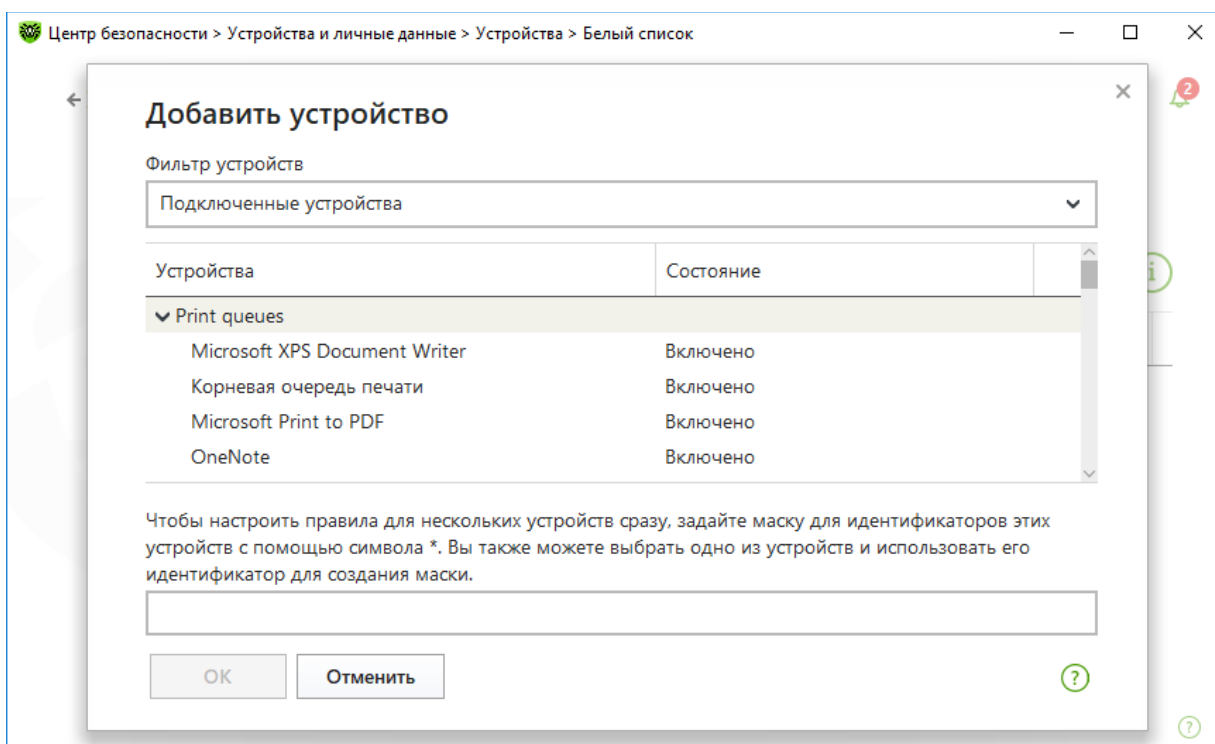 Центр безопасности > Устройства и личные данные > Устройства > Белый список
2
Добавить устройство
Фильтр устройств
Подключенные устройства
Устройства Состояние
i
Print queues
Microsoft XPS Document Writer Включено
Корневая очередь печати Включено
Microsoft Print to PDF Включено
OneNote Включено
Чтобы настроить правила для нескольких устройств сразу, задайте маску для идентификаторов этих
устройств с помощью символа *. Вы также можете выбрать одно из устройств и использовать его
идентификатор для создания маски.
ОК Отменить ?
?